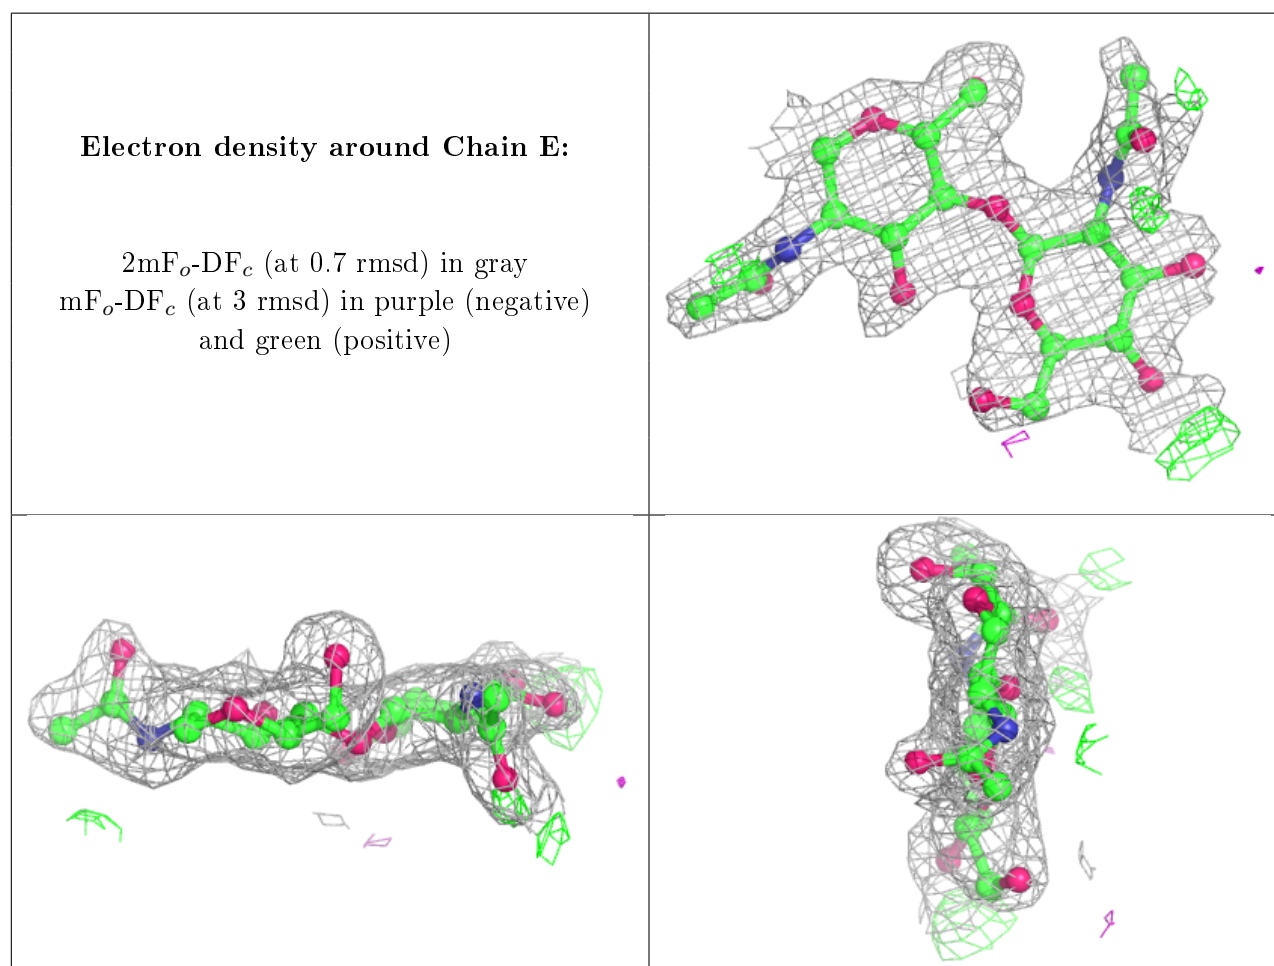 Electron density around Chain E:
2mFo-DFc (at 0.7 rmsd) in gray
mFo-DFc (at 3 rmsd) in purple (negative)
and green (positive)